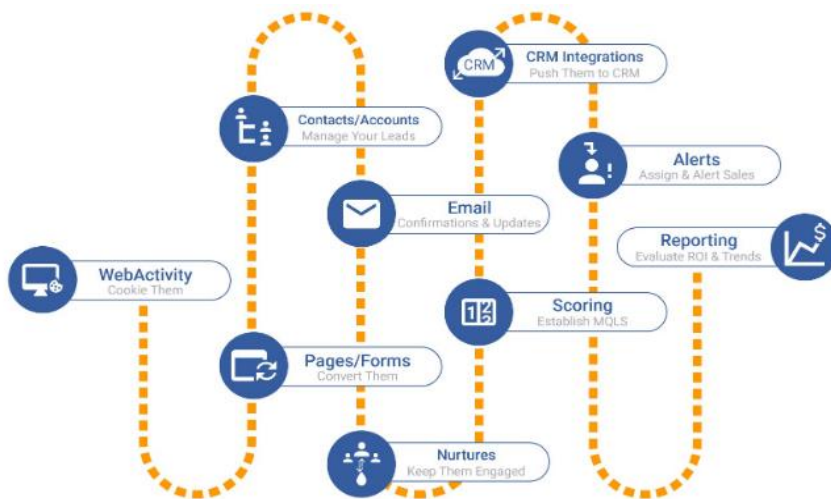 WebActivity
Cookie Them
Pages/Forms
Convert Them
Contacts/Accounts
Manage Your Leads
Email
Confirmations & Updates
Nurtures
Keep Them Engaged
Scoring
Establish MQLS
CRM
CRM Integrations
Push Them to CRM
Alerts
Assign & Alert Sales
Reporting
Evaluate ROI & Trends